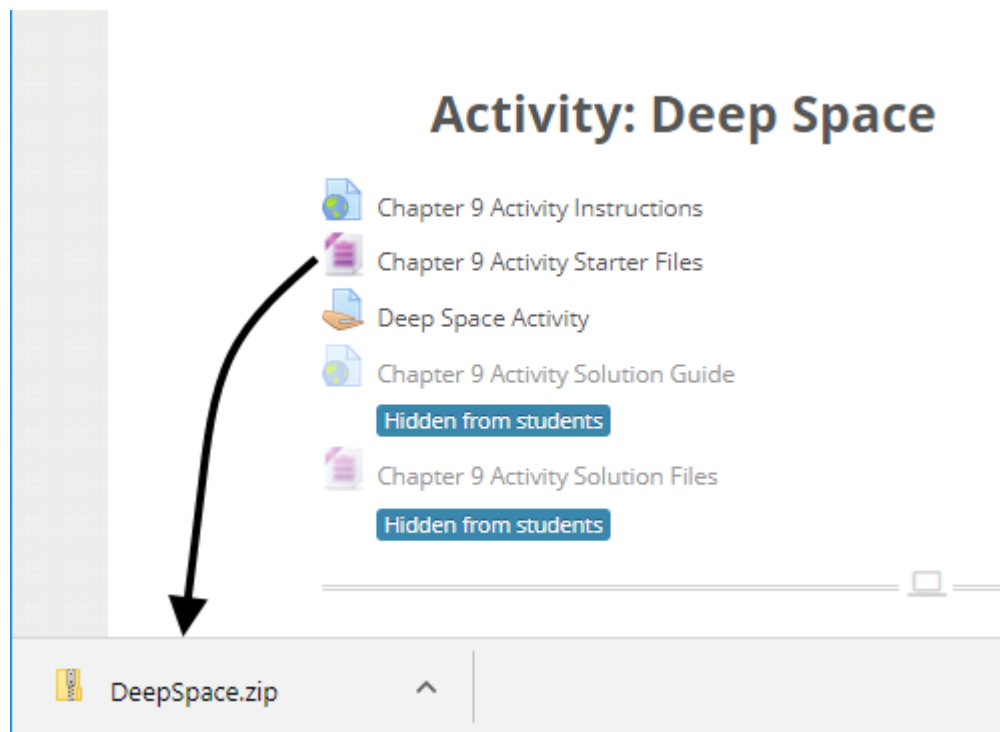 Activity: Deep Space
Chapter 9 Activity Instructions
Chapter 9 Activity Starter Files
Deep Space Activity
Chapter 9 Activity Solution Guide
Hidden from students
Chapter 9 Activity Solution Files
Hidden from students
DeepSpace.zip